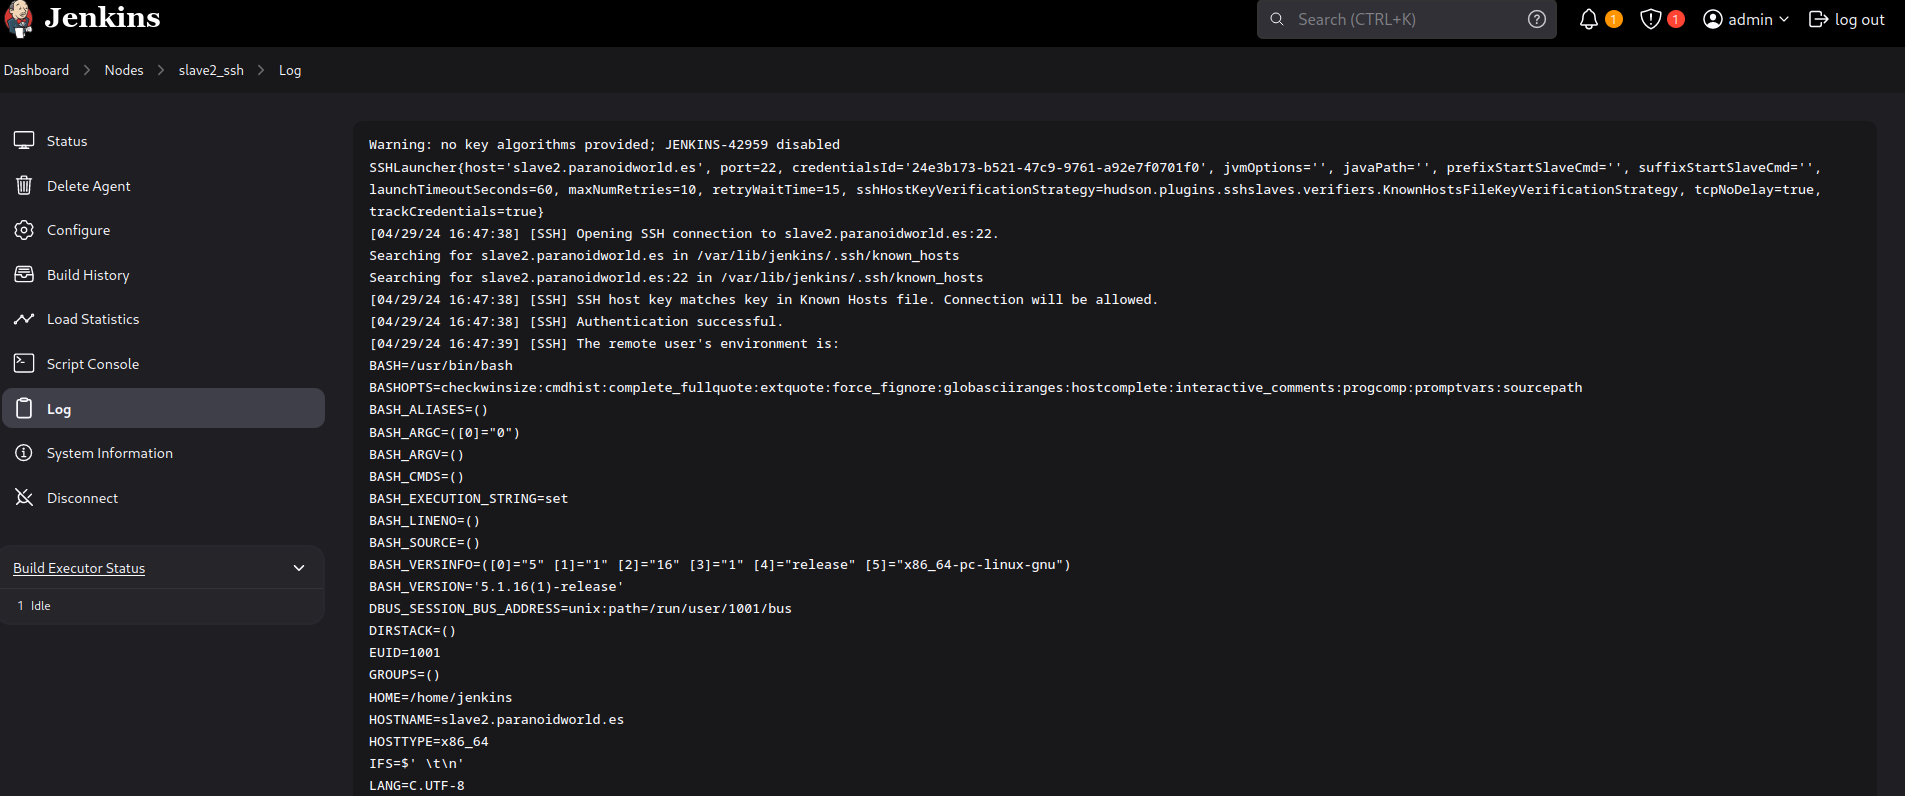 Jenkins
Search (CTRL+K)
?
1
1
admin
log out
Dashboard > Nodes > slave2_ssh > Log
Status
Delete Agent
Configure
Build History
Load Statistics
Script Console
Log
System Information
Disconnect
Build Executor Status
1 Idle
Warning: no key algorithms provided; JENKINS-42959 disabled
SSHLauncher{host='slave2.paranoidworld.es', port=22, credentialsId='24e3b173-b521-47c9-9761-a92e7f0701f0', jvmOptions='', javaPath='', prefixStartSlaveCmd='', suffixStartSlaveCmd='',
launchTimeoutSeconds=60, maxNumRetries=10, retryWaitTime=15, sshHostKeyVerificationStrategy=hudson.plugins.sshslaves.verifiers.KnownHostsFileKeyVerificationStrategy, tcpNoDelay=true,
trackCredentials=true}
[04/29/24 16:47:38] [SSH] Opening SSH connection to slave2.paranoidworld.es:22.
Searching for slave2.paranoidworld.es in /var/lib/jenkins/.ssh/known_hosts
Searching for slave2.paranoidworld.es:22 in /var/lib/jenkins/.ssh/known_hosts
[04/29/24 16:47:38] [SSH] SSH host key matches key in Known Hosts file. Connection will be allowed.
[04/29/24 16:47:38] [SSH] Authentication successful.
[04/29/24 16:47:39] [SSH] The remote user's environment is:
BASH=/usr/bin/bash
BASHOPTS=checkwinsize:cmdhist:complete_fullquote:extquote:force_fignore:globasciiranges:hostcomplete:interactive_comments:progcomp:promptvars:sourcepath
BASH_ALIASES=()
BASH_ARGC=([0]="0")
BASH_ARGV=()
BASH_CMDS=()
BASH_EXECUTION_STRING=set
BASH_LINENO=()
BASH_SOURCE=()
BASH_VERSINFO=([0]="5" [1]="1" [2]="16" [3]="1" [4]="release" [5]="x86_64-pc-linux-gnu")
BASH_VERSION='5.1.16(1)-release'
DBUS_SESSION_BUS_ADDRESS=unix:path=/run/user/1001/bus
DIRSTACK=()
EUID=1001
GROUPS=()
HOME=/home/jenkins
HOSTNAME=slave2.paranoidworld.es
HOSTTYPE=x86_64
IFS=$' \t\n'
LANG=C.UTF-8